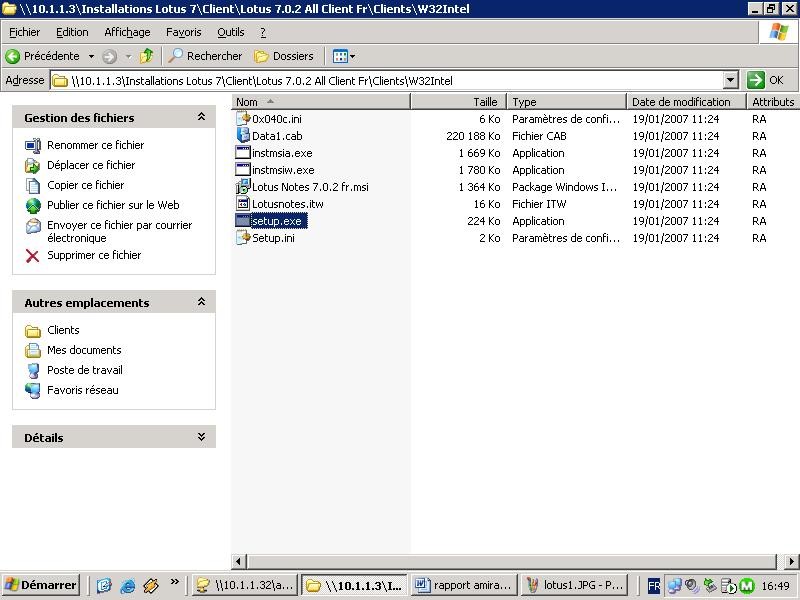 \\10.1.1.3\Installations Lotus 7\Client\Lotus 7.0.2 All Client Fr\Clients\W32Intel
Fichier Edition Affichage Favoris Outils ?
Précédente Rechercher Dossiers
Adresse \\10.1.1.3\Installations Lotus 7\Client\Lotus 7.0.2 All Client Fr\Clients\W32Intel OK
Gestion des fichiers
Renommer ce fichier
Déplacer ce fichier
Copier ce fichier
Publier ce fichier sur le Web
Envoyer ce fichier par courrier
électronique
Supprimer ce fichier
Autres emplacements
Clients
Mes documents
Poste de travail
Favoris réseau
Détails
Nom Taille Type Date de modification Attributs
0x040c.ini 6 Ko Paramètres de confi... 19/01/2007 11:24 RA
Data1.cab 220 188 Ko Fichier CAB 19/01/2007 11:24 RA
instmsia.exe 1 669 Ko Application 19/01/2007 11:24 RA
instmsiw.exe 1 780 Ko Application 19/01/2007 11:24 RA
Lotus Notes 7.0.2 fr.msi 1 364 Ko Package Windows I... 19/01/2007 11:24 RA
Lotusnotes.itw 16 Ko Fichier ITW 19/01/2007 11:24 RA
setup.exe 224 Ko Application 19/01/2007 11:24 RA
Setup.ini 2 Ko Paramètres de confi... 19/01/2007 11:24 RA
Démarrer » \\10.1.1.32\a... \\10.1.1.3\I... rapport amira... lotus1.JPG - P... FR 16:49